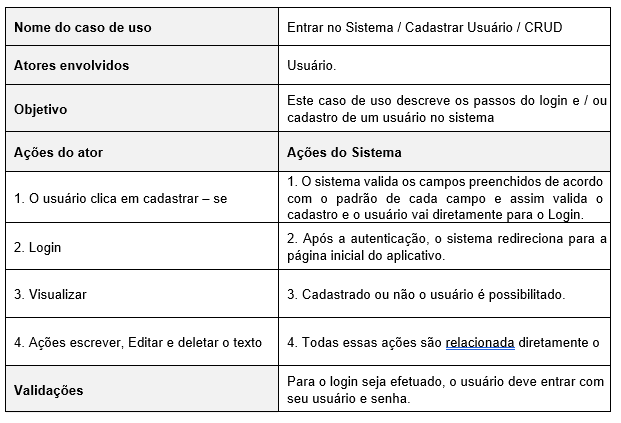 Nome do caso de uso
Entrar no Sistema / Cadastrar Usuário / CRUD
Atores envolvidos
Usuário.
Objetivo
Este caso de uso descreve os passos do login e / ou
cadastro de um usuário no sistema
Ações do ator
Ações do Sistema
1. O usuário clica em cadastrar – se
1. O sistema valida os campos preenchidos de acordo
com o padrão de cada campo e assim valida o
cadastro e o usuário vai diretamente para o Login.
2. Login
2. Após a autenticação, o sistema redireciona para a
página inicial do aplicativo.
3. Visualizar
3. Cadastrado ou não o usuário é possibilitado.
4. Ações escrever, Editar e deletar o texto
4. Todas essas ações são relacionada diretamente o
Validações
Para o login seja efetuado, o usuário deve entrar com
seu usuário e senha.